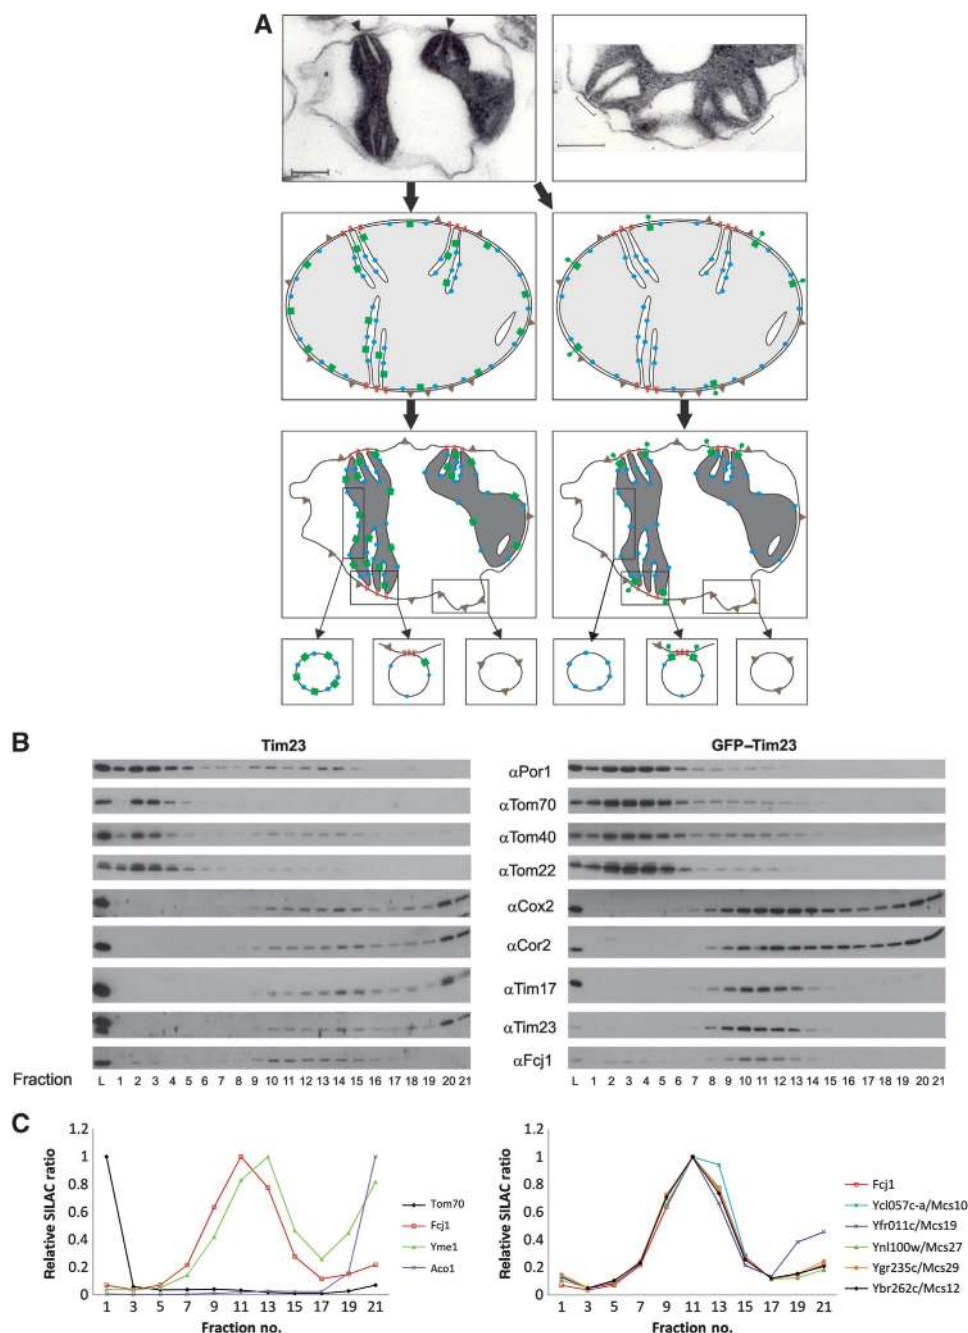 A
B
Tim23
GFP–Tim23
αPor1
αTom70
αTom40
αTom22
αCox2
αCor2
αTim17
αTim23
αFcj1
Fraction L 1 2 3 4 5 6 7 8 9 10 11 12 13 14 15 16 17 18 19 20 21
L 1 2 3 4 5 6 7 8 9 10 11 12 13 14 15 16 17 18 19 20 21
C
Relative SILAC ratio
1.2
1
0.8
0.6
0.4
0.2
0
1 3 5 7 9 11 13 15 17 19 21
Fraction no.
Tom70
Fcj1
Yme1
Aco1
Relative SILAC ratio
1.2
1
0.8
0.6
0.4
0.2
0
1 3 5 7 9 11 13 15 17 19 21
Fraction no.
Fcj1
Ycl057c-a/Mcs10
Yfr011c/Mcs19
Ynl100w/Mcs27
Ygr235c/Mcs29
Ybr262c/Mcs12